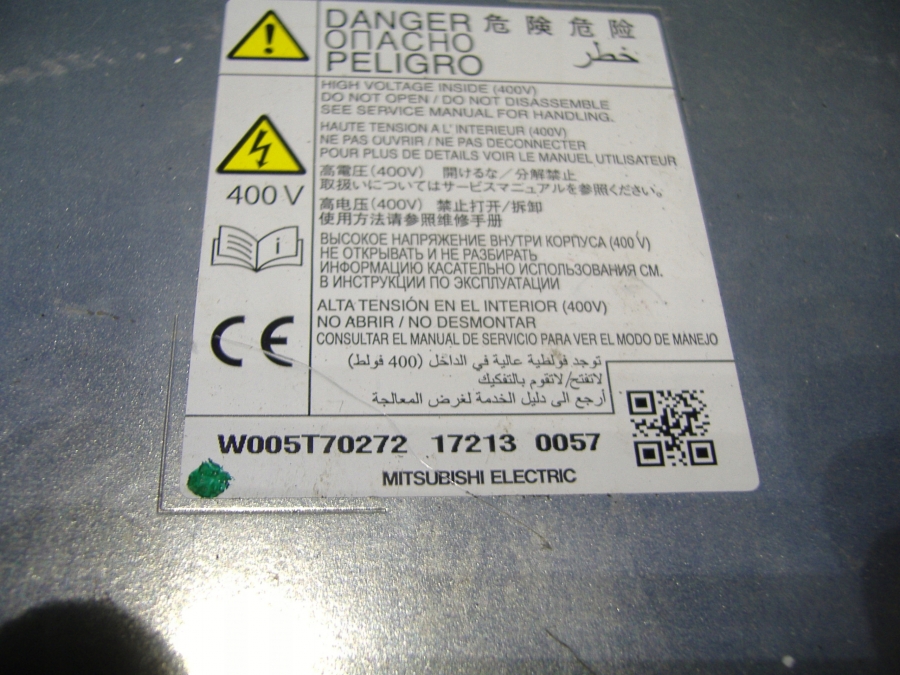 DANGER 危 険 危 险
ОПАСНО خطر
PELIGRO
HIGH VOLTAGE INSIDE (400V)
DO NOT OPEN / DO NOT DISASSEMBLE
SEE SERVICE MANUAL FOR HANDLING.
HAUTE TENSION A L' INTERIEUR (400V)
NE PAS OUVRIR / NE PAS DECONNECTER
POUR PLUS DE DETAILS VOIR LE MANUEL UTILISATEUR
400 V
高電圧(400V) 開けるな/分解禁止
取扱いについてはサービスマニュアルを参照ください。
高电压(400V) 禁止打开/拆卸
使用方法请参照维修手册
i
ВЫСОКОЕ НАПРЯЖЕНИЕ ВНУТРИ КОРПУСА (400 V)
НЕ ОТКРЫВАТЬ И НЕ РАЗБИРАТЬ
ИНФОРМАЦИЮ КАСАТЕЛЬНО ИСПОЛЬЗОВАНИЯ СМ.
В ИНСТРУКЦИИ ПО ЭКСПЛУАТАЦИИ
ALTA TENSIÓN EN EL INTERIOR (400V)
NO ABRIR / NO DESMONTAR
CONSULTAR EL MANUAL DE SERVICIO PARA VER EL MODO DE MANEJO
CE
توجد فولطية عالية في الداخل (400 فولط)
لاتفتح/لاتقوم بالتفكيك
أرجع الى دليل الخدمة لغرض المعالجة
W005T70272 17213 0057
MITSUBISHI ELECTRIC